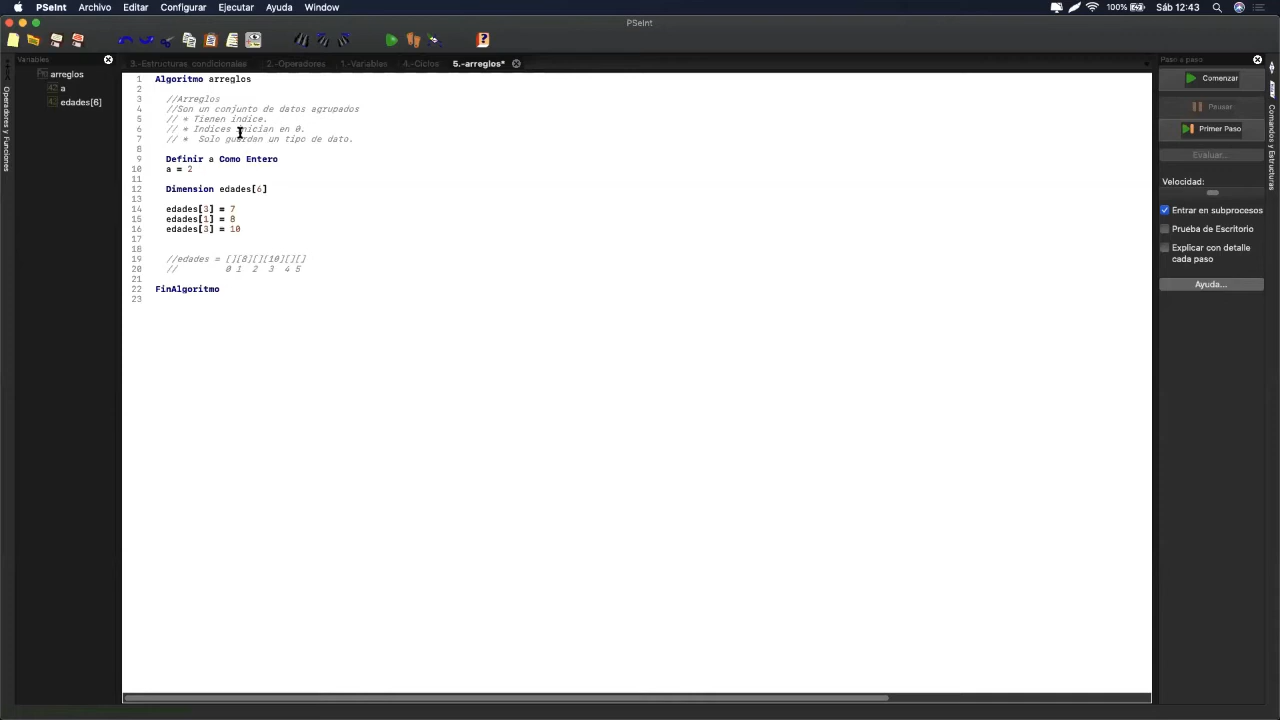 PSeInt Archivo Editar Configurar Ejecutar Ayuda Window 100% Sáb 12:43
PSeInt
Variables
arreglos
a
edades[6]
Operadores y Funciones
3.-Estructuras condicionales 2.-Operadores 1.-Variables 4.-Ciclos 5.-arreglos*
1 Algoritmo arreglos
2
3 //Arreglos
4 //Son un conjunto de datos agrupados
5 // * Tienen indice.
6 // * Indices inician en 0.
7 // * Solo guardan un tipo de dato.
8
9 Definir a Como Entero
10 a = 2
11
12 Dimension edades[6]
13
14 edades[3] = 7
15 edades[1] = 8
16 edades[3] = 10
17
18
19 //edades = [][8][][10][][]
20 // 0 1 2 3 4 5
21
22 FinAlgoritmo
23
Paso a paso
Comenzar
Pausar
Primer Paso
Evaluar...
Velocidad:
Entrar en subprocesos
Prueba de Escritorio
Explicar con detalle
cada paso
Ayuda...
Comandos y Estructuras